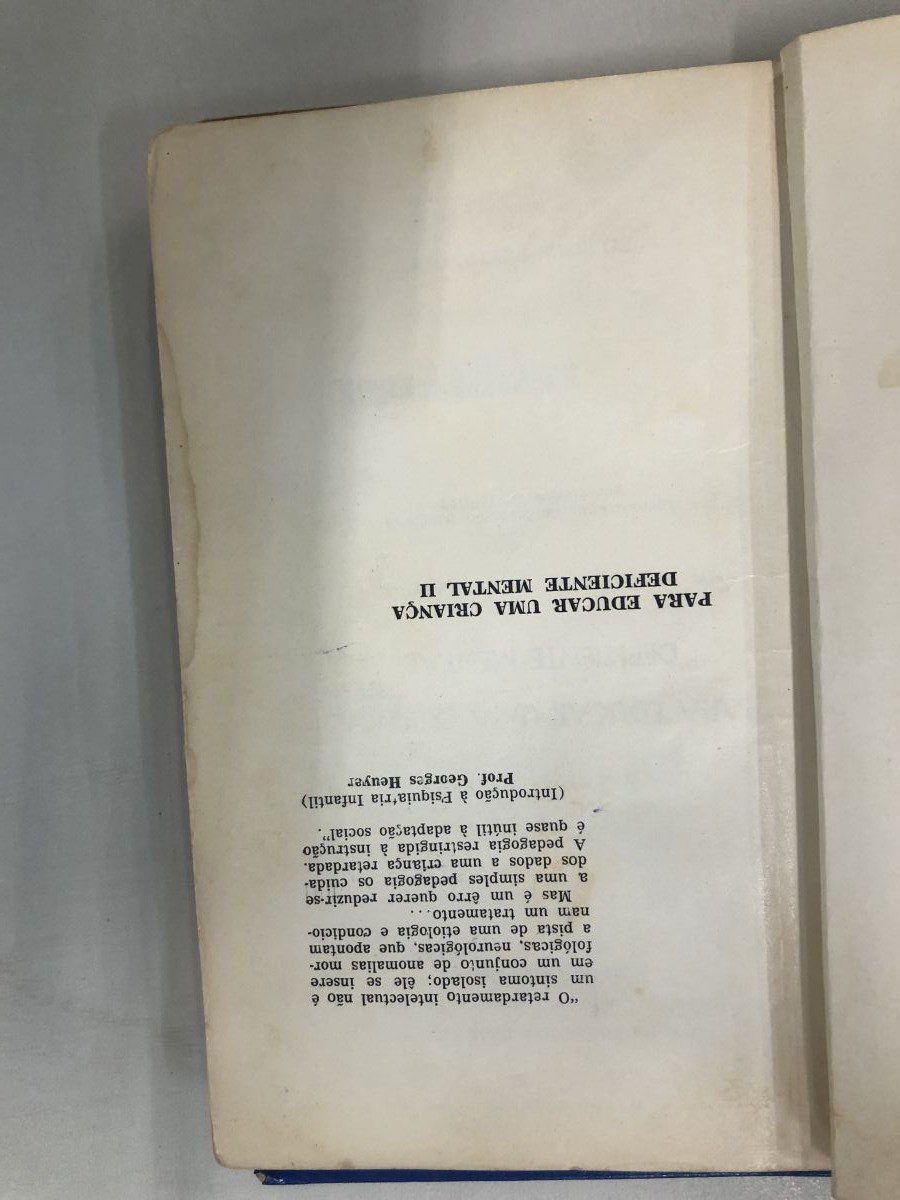 “O retardamento intelectual não é
um síntoma isolado; êle se insere
em um conjunto de anomalias mor-
fológicas, neurológicas, que apontam
a pista de uma etiologia e condicio-
nam um tratamento...
Mas é um êrro querer reduzir-se
a uma simples pedagogia os cuida-
dos dados a uma criança retardada.
A pedagogia restringida à instrução
é quase inútil à adaptação social”.
(Introdução à Psiquiatria Infantil)
Prof. Georges Heuyer
PARA EDUCAR UMA CRIANÇA
DEFICIENTE MENTAL II